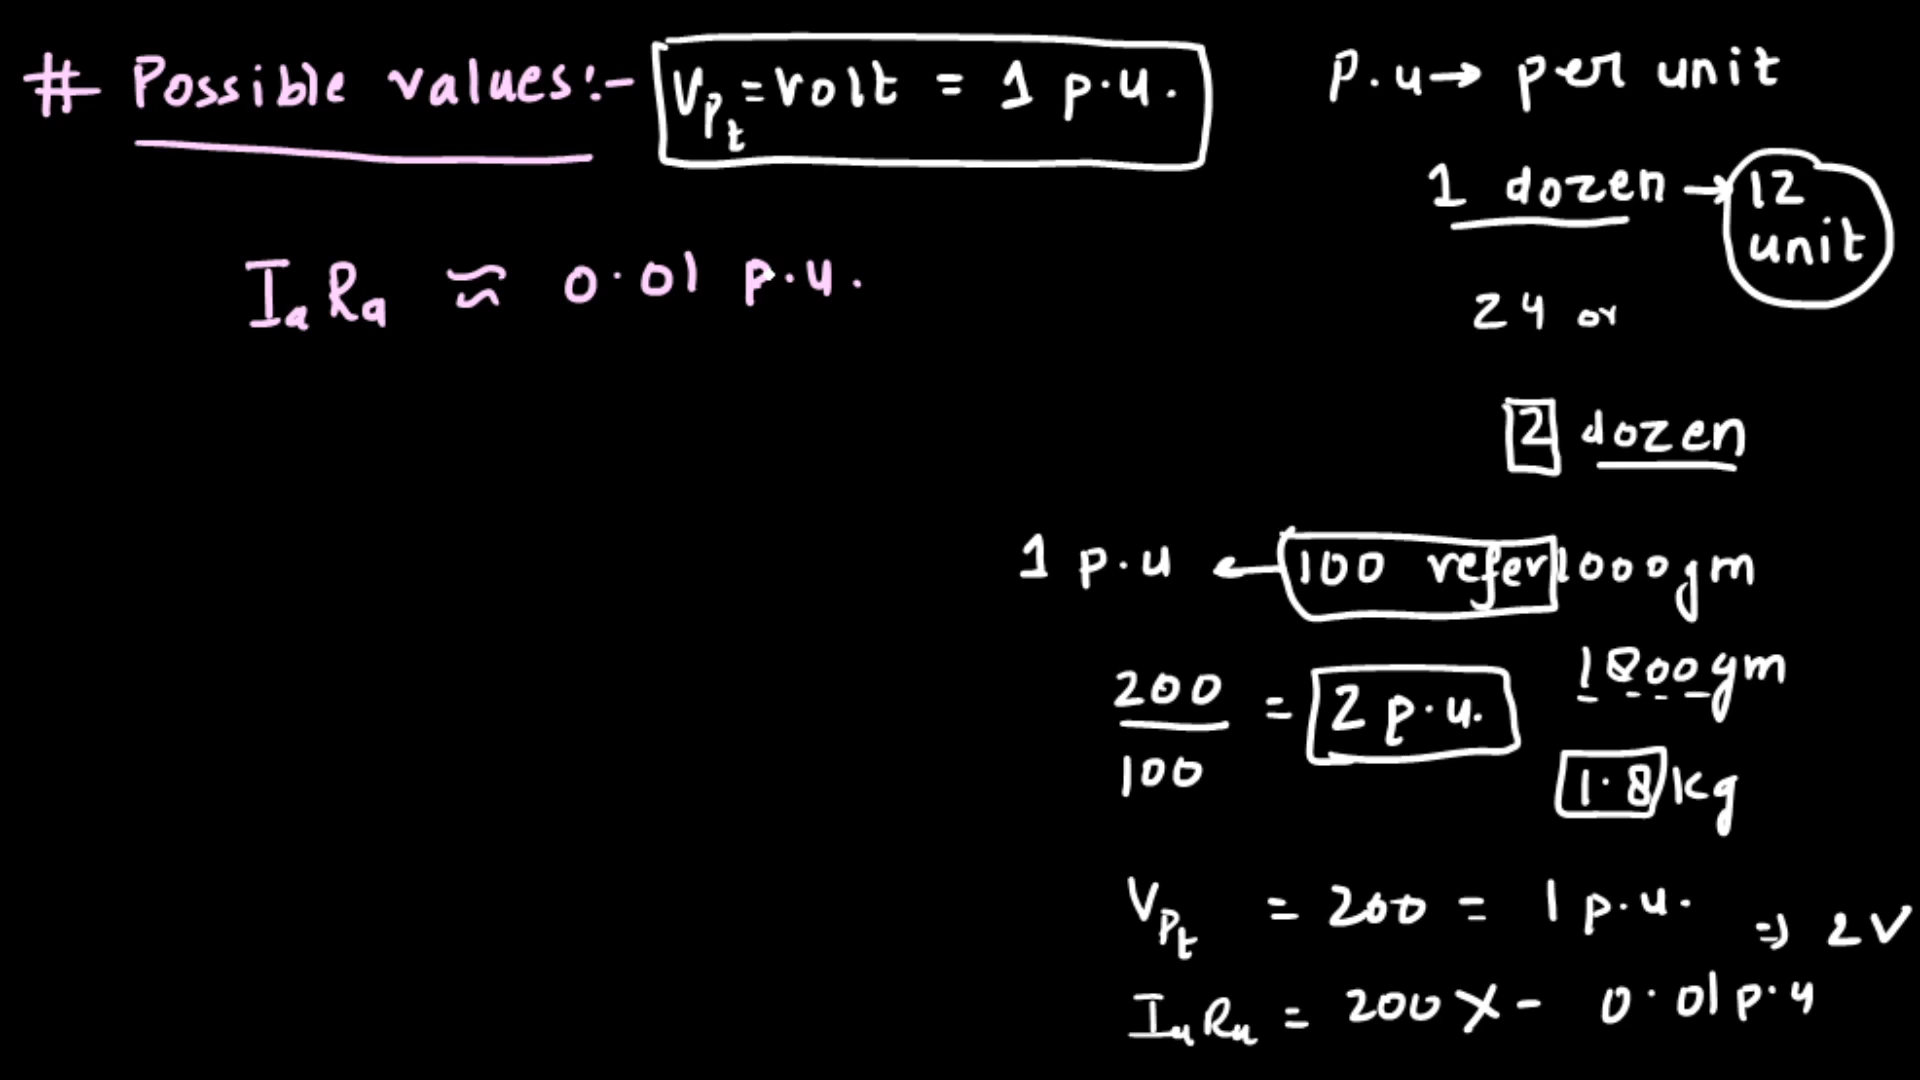 # Possible values:- Vpt = volt = 1 p.u.
p.u → per unit
1 dozen → 12 unit
IaRa ≈ 0.01 p.u.
24 or
2 dozen
1 p.u ← 100 refer 1000gm
200/100 = 2 p.u.
1800gm
1.8 kg
Vpt = 200 = 1 p.u. ⇒ 2V
IaRa = 200 X - 0.01 p.u